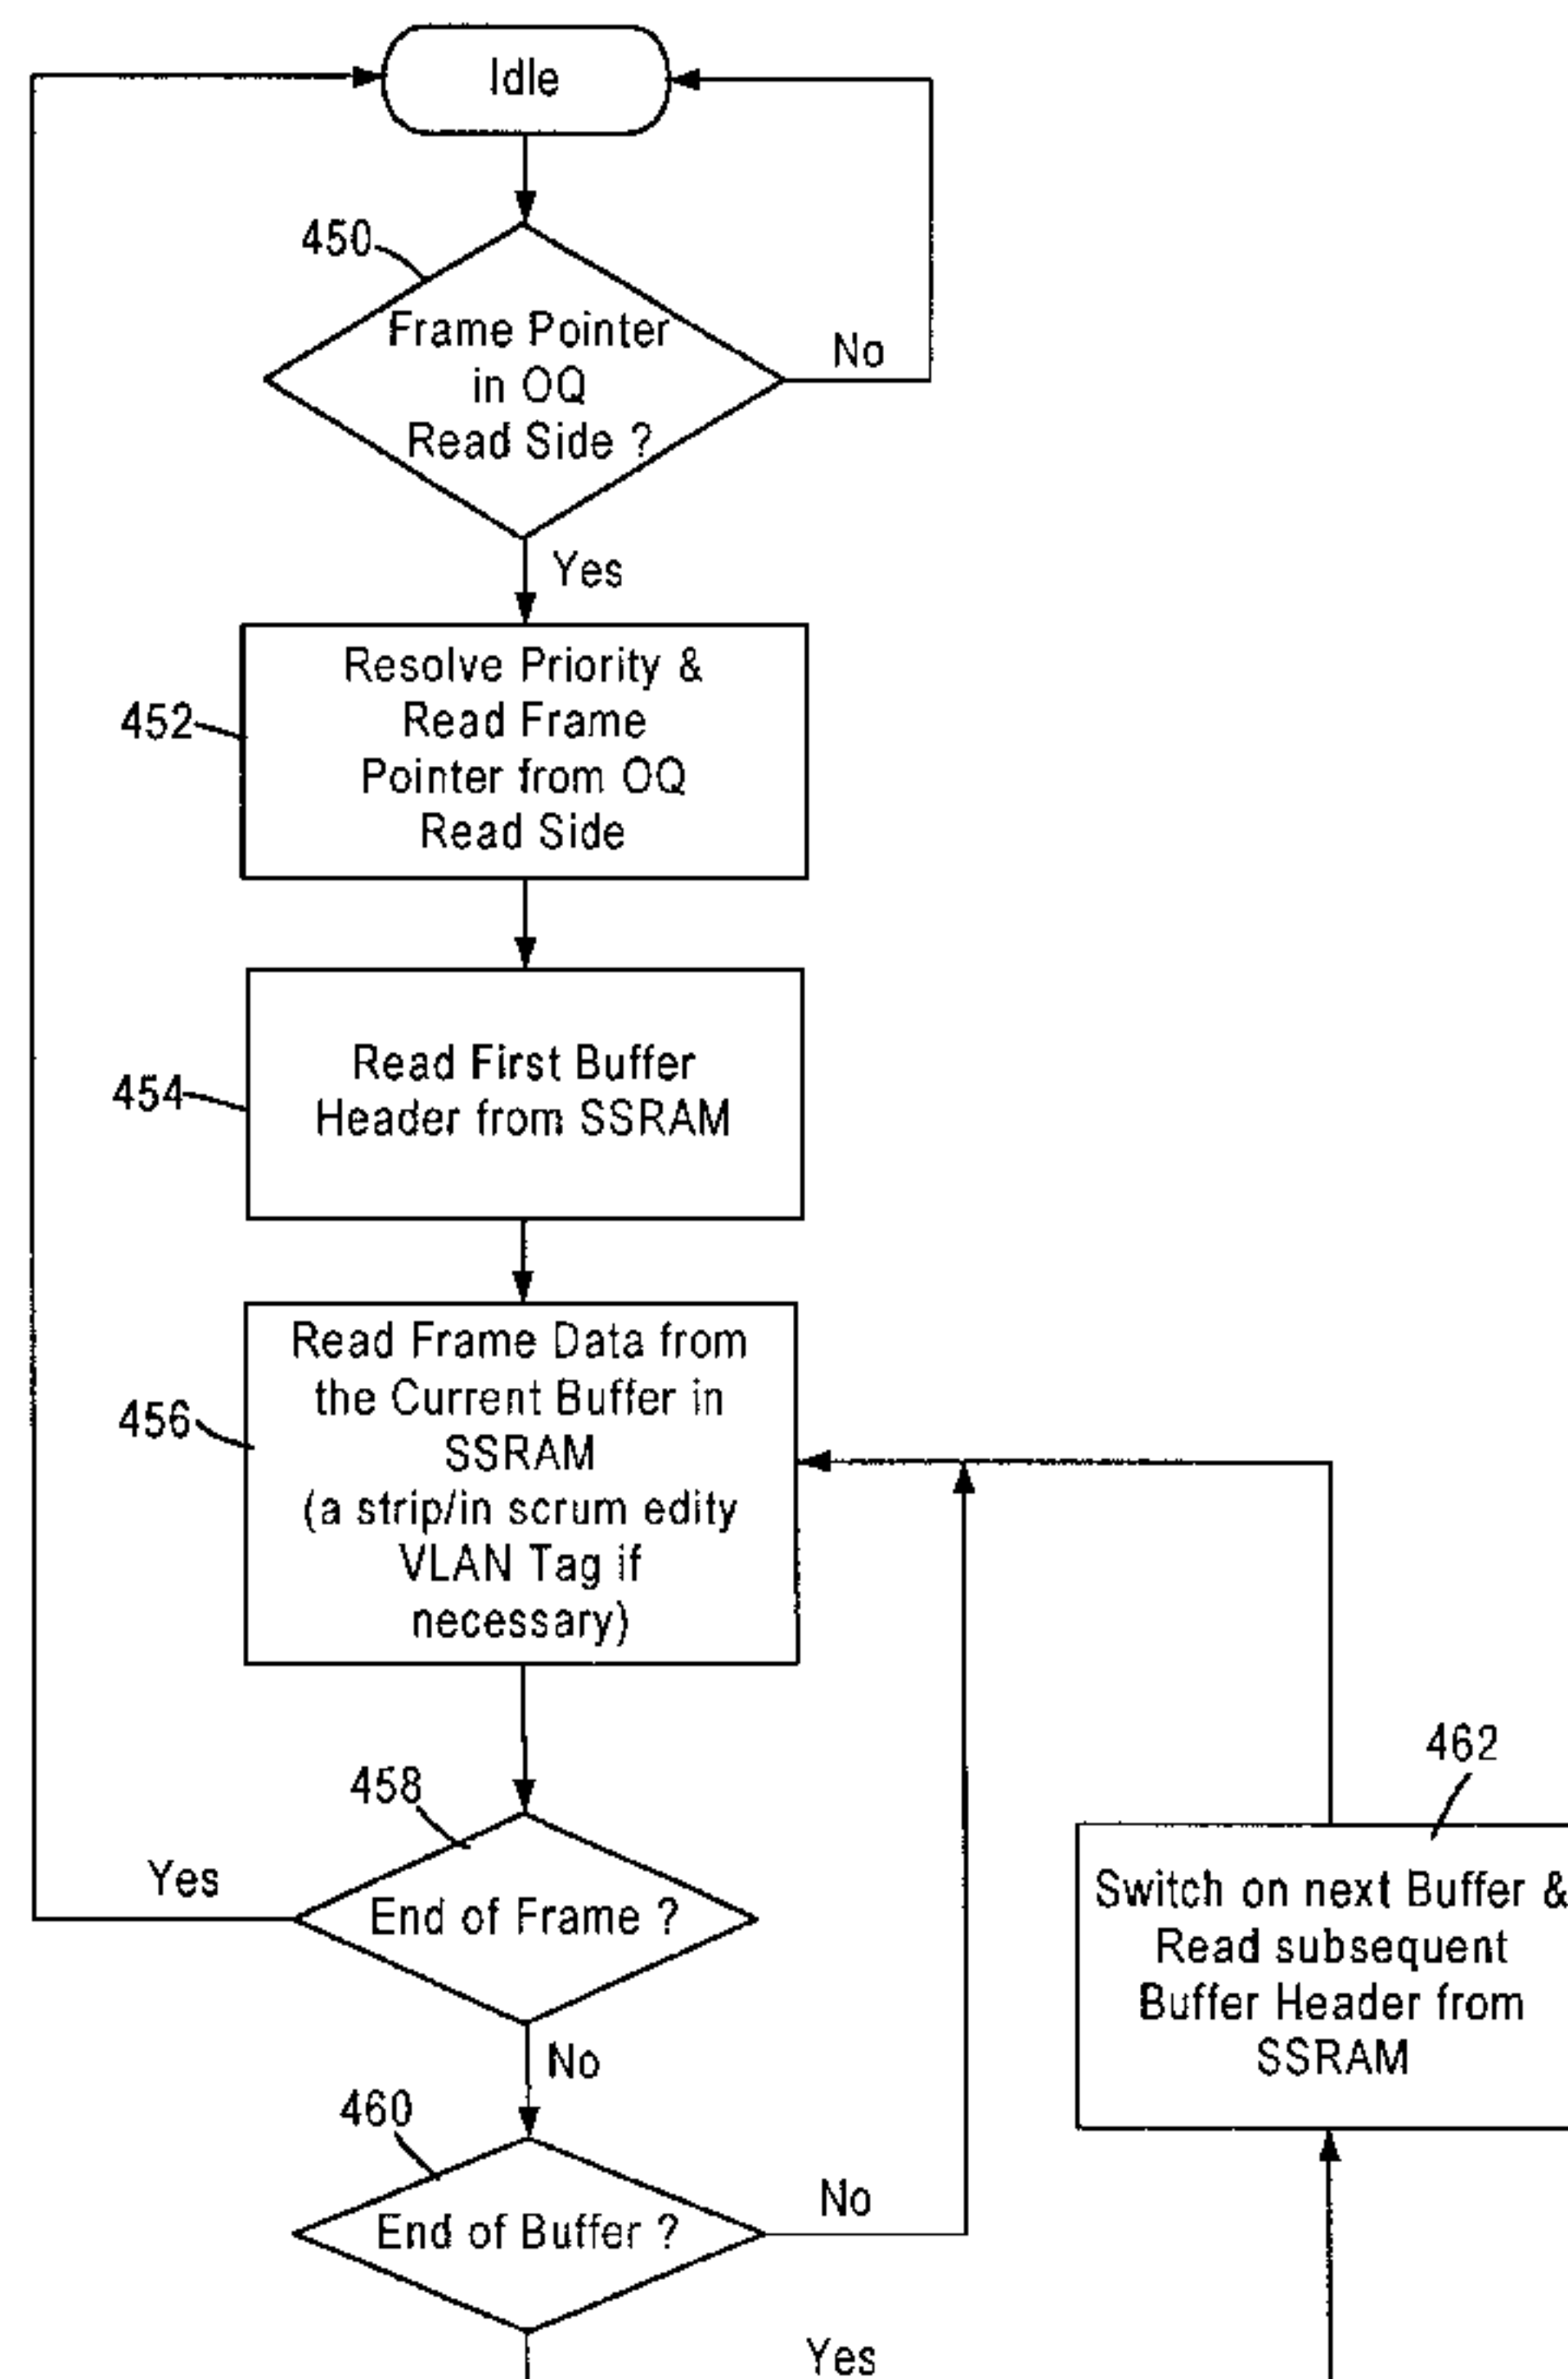 Idle
450
Frame Pointer
in OQ
Read Side ?
No
Yes
452
Resolve Priority &
Read Frame
Pointer from OQ
Read Side
454
Read First Buffer
Header from SSRAM
456
Read Frame Data from
the Current Buffer in
SSRAM
(a strip/in scrum edity
VLAN Tag if
necessary)
458
Yes
End of Frame ?
No
462
Switch on next Buffer &
Read subsequent
Buffer Header from
SSRAM
460
End of Buffer ?
No
Yes